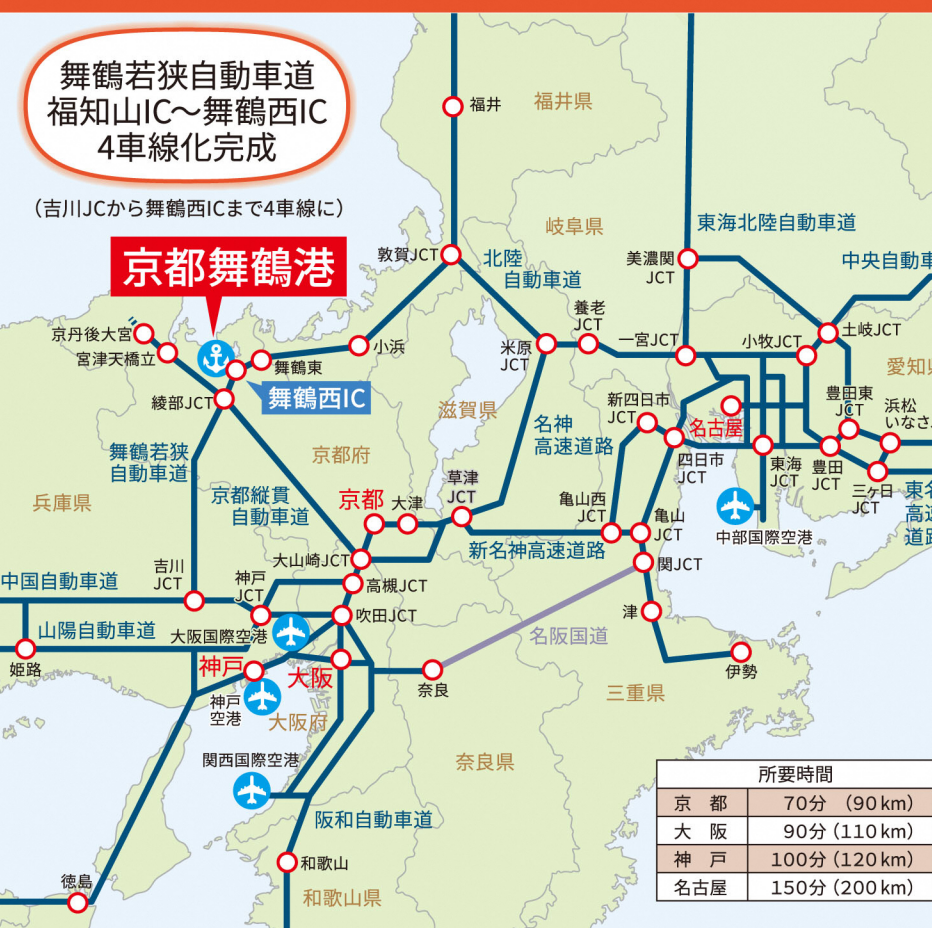 舞鶴若狭自動車道
福知山IC～舞鶴西IC
4車線化完成
（吉川JCから舞鶴西ICまで4車線に）
京都舞鶴港
福井
福井県
岐阜県
東海北陸自動車道
敦賀JCT
北陸
自動車道
美濃関
JCT
中央自動車
京丹後大宮
宮津天橋立
小浜
舞鶴東
舞鶴西IC
綾部JCT
米原
JCT
養老
JCT
一宮JCT
小牧JCT
土岐JCT
愛知県
滋賀県
名神
高速道路
新四日市
JCT
名古屋
豊田東
JCT
浜松
いなさJ
舞鶴若狭
自動車道
京都府
四日市
JCT
東海
JCT
豊田
JCT
三ヶ日
JCT
兵庫県
京都縦貫
自動車道
京都
大津
草津
JCT
亀山西
JCT
亀山
JCT
東名
高速
道路
中部国際空港
新名神高速道路
大山崎JCT
関JCT
吉川
JCT
神戸
JCT
高槻JCT
中国自動車道
吹田JCT
津
山陽自動車道
大阪国際空港
名阪国道
姫路
神戸
大阪
奈良
伊勢
神戸
空港
大阪府
三重県
関西国際空港
奈良県
阪和自動車道
和歌山
徳島
和歌山県
所要時間
京 都 70分 （90km）
大 阪 90分（110km）
神 戸 100分（120km）
名古屋 150分（200km）